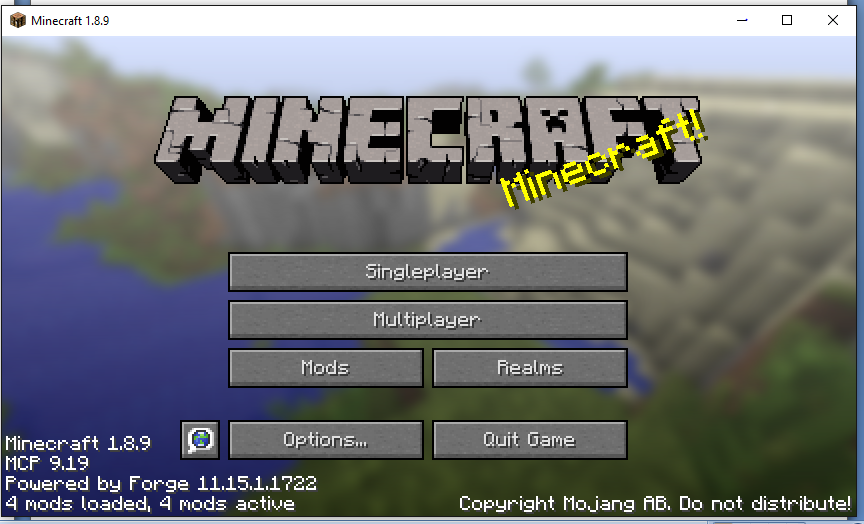 Minecraft 1.8.9
MINECRAFT
Minecraft!
Singleplayer
Multiplayer
Mods
Realms
Options...
Quit Game
Minecraft 1.8.9
MCP 9.19
Powered by Forge 11.15.1.1722
4 mods loaded, 4 mods active
Copyright Mojang AB. Do not distribute!